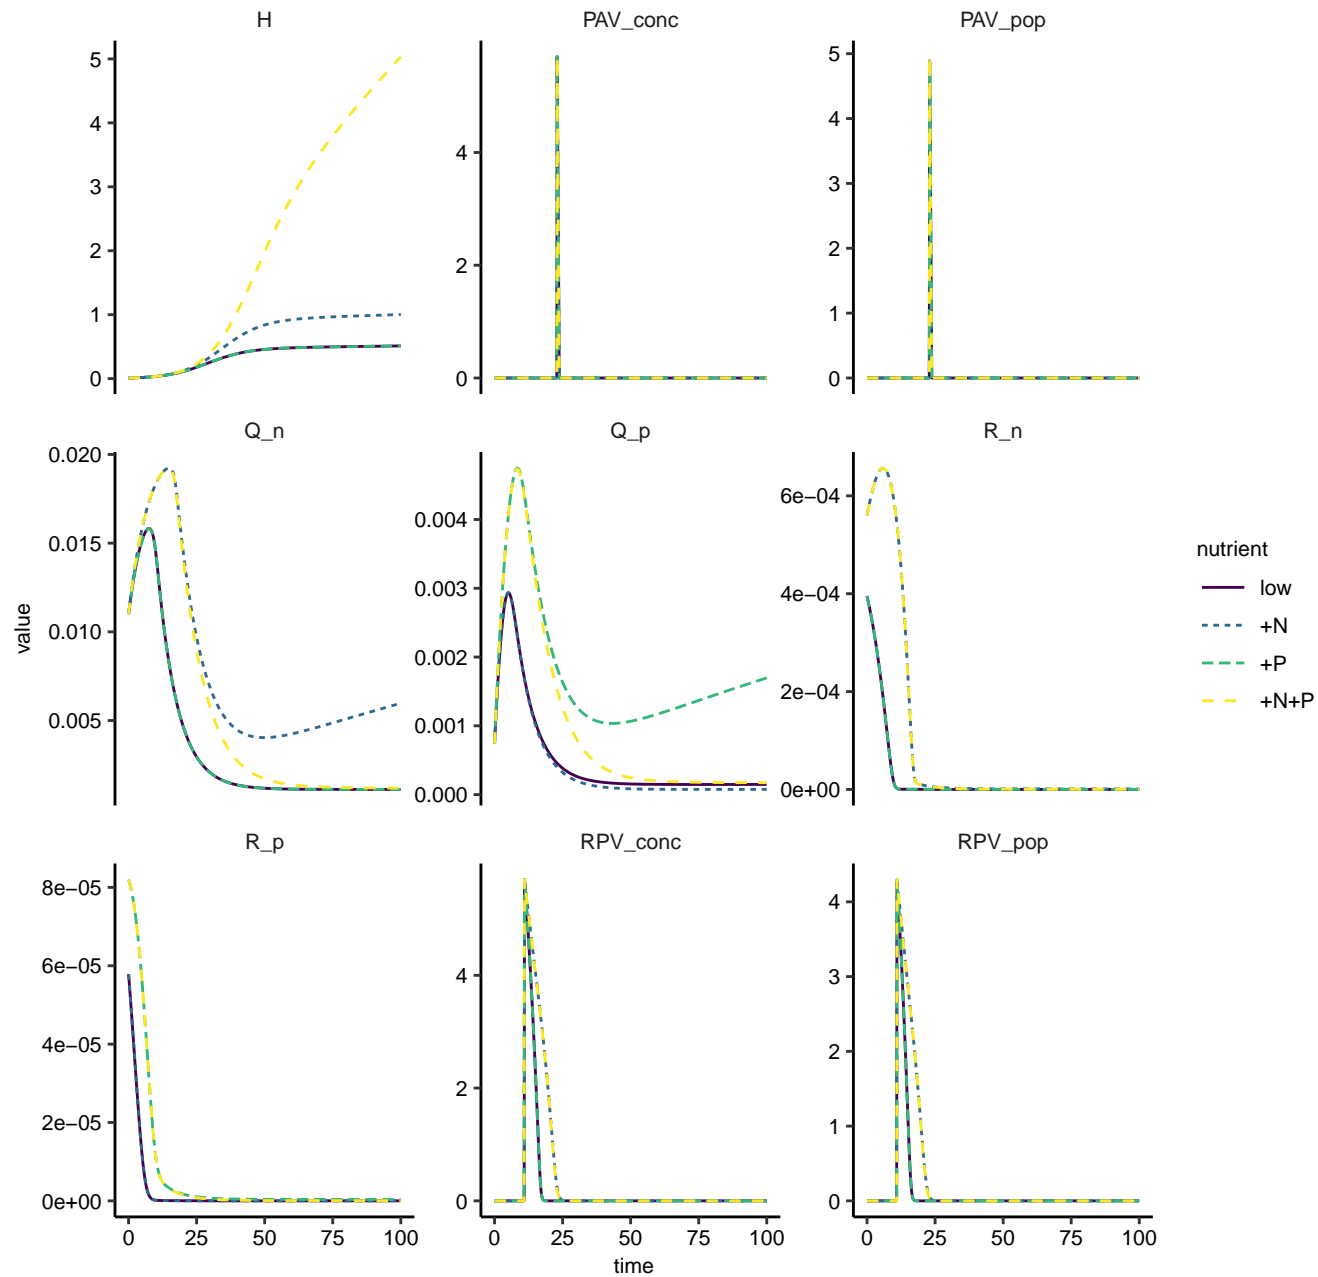 H
PAV_conc
PAV_pop
5
4
3
2
1
0
4
2
0
5
4
3
2
1
0
Q_n
Q_p
R_n
0.020
0.015
0.010
0.005
0.004
0.003
0.002
0.001
0.000
6e−04
4e−04
2e−04
0e+00
R_p
RPV_conc
RPV_pop
8e−05
6e−05
4e−05
2e−05
0e+00
4
2
0
4
3
2
1
0
0 25 50 75 100
0 25 50 75 100
0 25 50 75 100
time
value
nutrient
low
+N
+P
+N+P